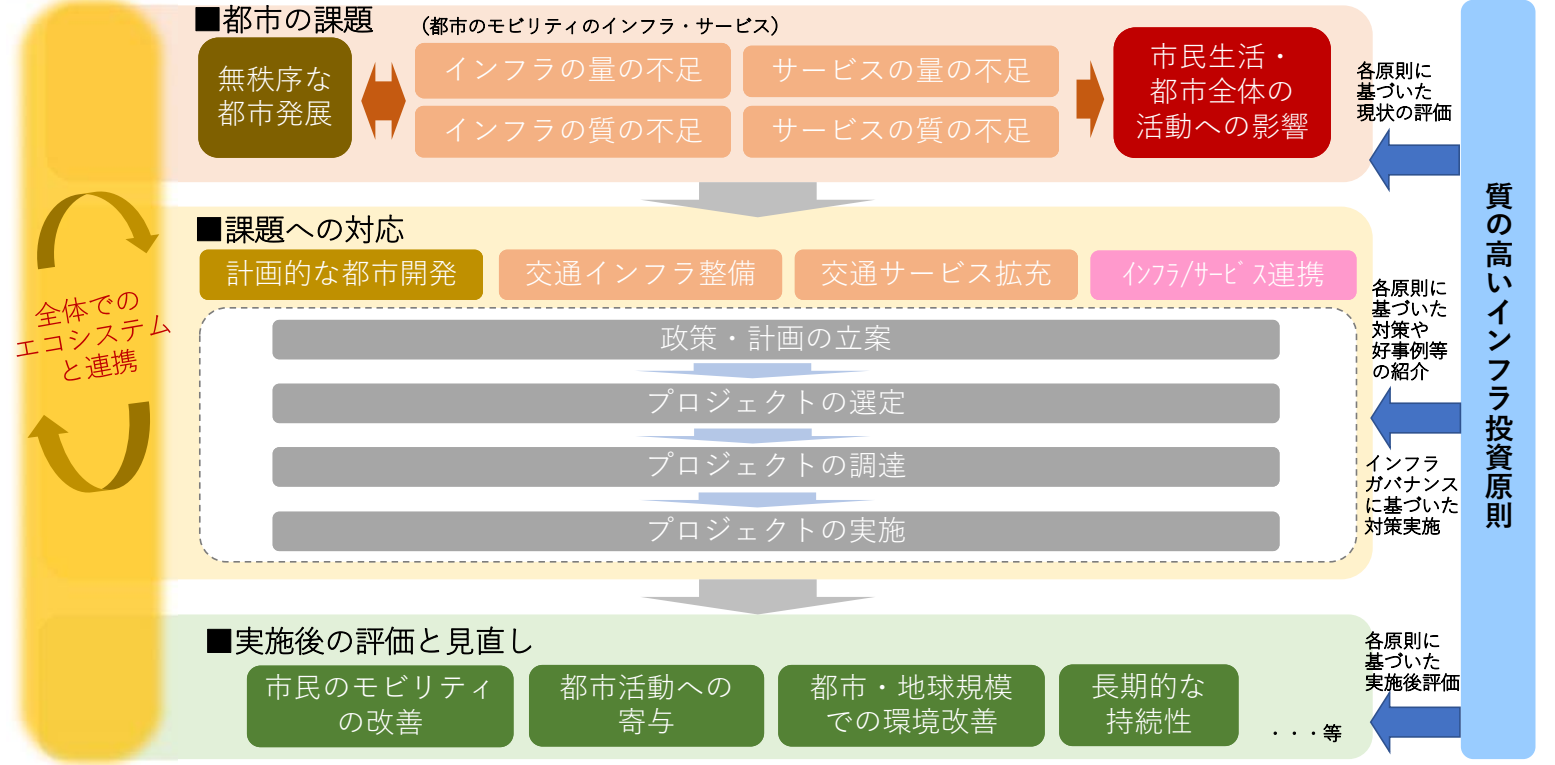 ■都市の課題
(都市のモビリティのインフラ・サービス)
無秩序な
都市発展
インフラの量の不足
サービスの量の不足
インフラの質の不足
サービスの質の不足
市民生活・
都市全体の
活動への影響
各原則に
基づいた
現状の評価
■課題への対応
計画的な都市開発
交通インフラ整備
交通サービス拡充
ｲﾝﾌﾗ/ｻｰﾋﾞｽ連携
政策・計画の立案
プロジェクトの選定
プロジェクトの調達
プロジェクトの実施
各原則に
基づいた
対策や
好事例等
の紹介
インフラ
ガバナンス
に基づいた
対策実施
全体での
エコシステム
と連携
■実施後の評価と見直し
市民のモビリティ
の改善
都市活動への
寄与
都市・地球規模
での環境改善
長期的な
持続性
・・・等
各原則に
基づいた
実施後評価
質の高いインフラ投資原則